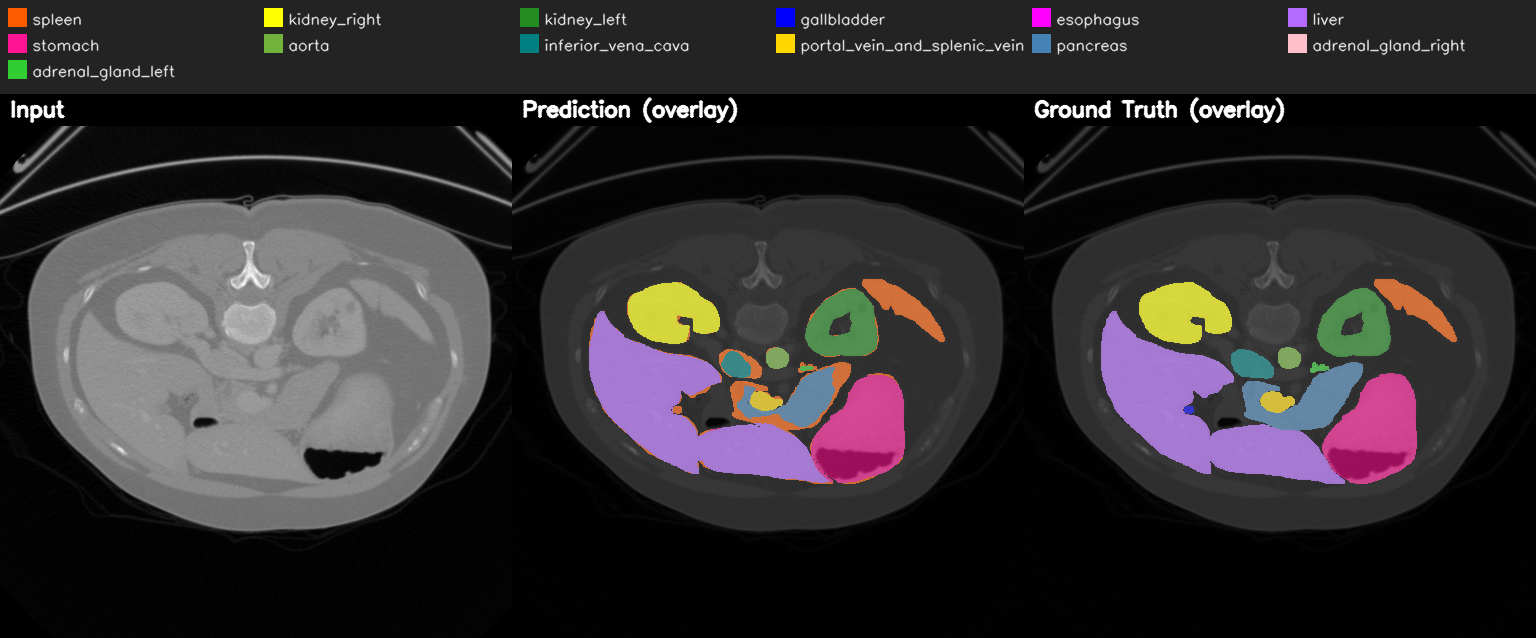 spleen kidney_right kidney_left gallbladder esophagus liver
stomach aorta inferior_vena_cava portal_vein_and_splenic_vein pancreas adrenal_gland_right
adrenal_gland_left
Input Prediction (overlay) Ground Truth (overlay)